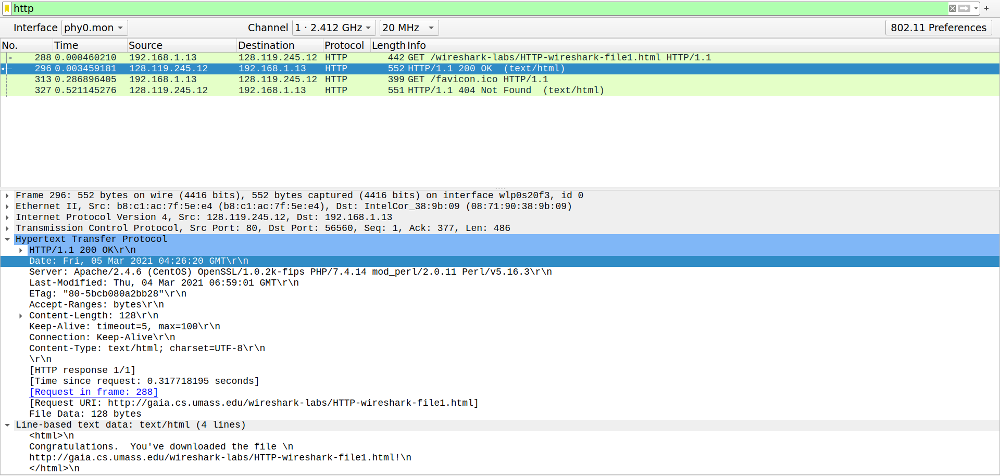 http
Interface phy0.mon Channel 1 · 2.412 GHz 20 MHz 802.11 Preferences
No. Time Source Destination Protocol Length Info
288 0.000460210 192.168.1.13 128.119.245.12 HTTP 442 GET /wireshark-labs/HTTP-wireshark-file1.html HTTP/1.1
296 0.003459181 128.119.245.12 192.168.1.13 HTTP 552 HTTP/1.1 200 OK  (text/html)
313 0.286896405 192.168.1.13 128.119.245.12 HTTP 399 GET /favicon.ico HTTP/1.1
327 0.521145276 128.119.245.12 192.168.1.13 HTTP 551 HTTP/1.1 404 Not Found  (text/html)
Frame 296: 552 bytes on wire (4416 bits), 552 bytes captured (4416 bits) on interface wlp0s20f3, id 0
Ethernet II, Src: b8:c1:ac:7f:5e:e4 (b8:c1:ac:7f:5e:e4), Dst: IntelCor_38:9b:09 (08:71:90:38:9b:09)
Internet Protocol Version 4, Src: 128.119.245.12, Dst: 192.168.1.13
Transmission Control Protocol, Src Port: 80, Dst Port: 56560, Seq: 1, Ack: 377, Len: 486
Hypertext Transfer Protocol
HTTP/1.1 200 OK\r\n
Date: Fri, 05 Mar 2021 04:26:20 GMT\r\n
Server: Apache/2.4.6 (CentOS) OpenSSL/1.0.2k-fips PHP/7.4.14 mod_perl/2.0.11 Perl/v5.16.3\r\n
Last-Modified: Thu, 04 Mar 2021 06:59:01 GMT\r\n
ETag: "80-5bcb080a2bb28"\r\n
Accept-Ranges: bytes\r\n
Content-Length: 128\r\n
Keep-Alive: timeout=5, max=100\r\n
Connection: Keep-Alive\r\n
Content-Type: text/html; charset=UTF-8\r\n
\r\n
[HTTP response 1/1]
[Time since request: 0.317718195 seconds]
[Request in frame: 288]
[Request URI: http://gaia.cs.umass.edu/wireshark-labs/HTTP-wireshark-file1.html]
File Data: 128 bytes
Line-based text data: text/html (4 lines)
<html>\n
Congratulations.  You've downloaded the file \n
http://gaia.cs.umass.edu/wireshark-labs/HTTP-wireshark-file1.html!\n
</html>\n